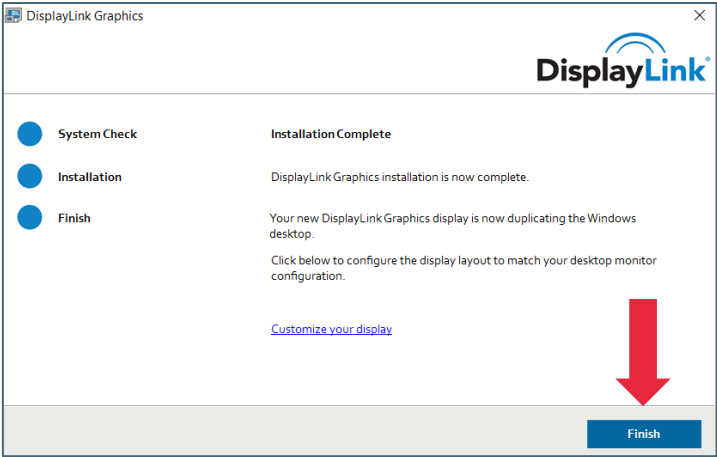 DisplayLink Graphics
DisplayLink
System Check
Installation Complete
Installation
DisplayLink Graphics installation is now complete.
Finish
Your new DisplayLink Graphics display is now duplicating the Windows
desktop.
Click below to configure the display layout to match your desktop monitor
configuration.
Customize your display
Finish